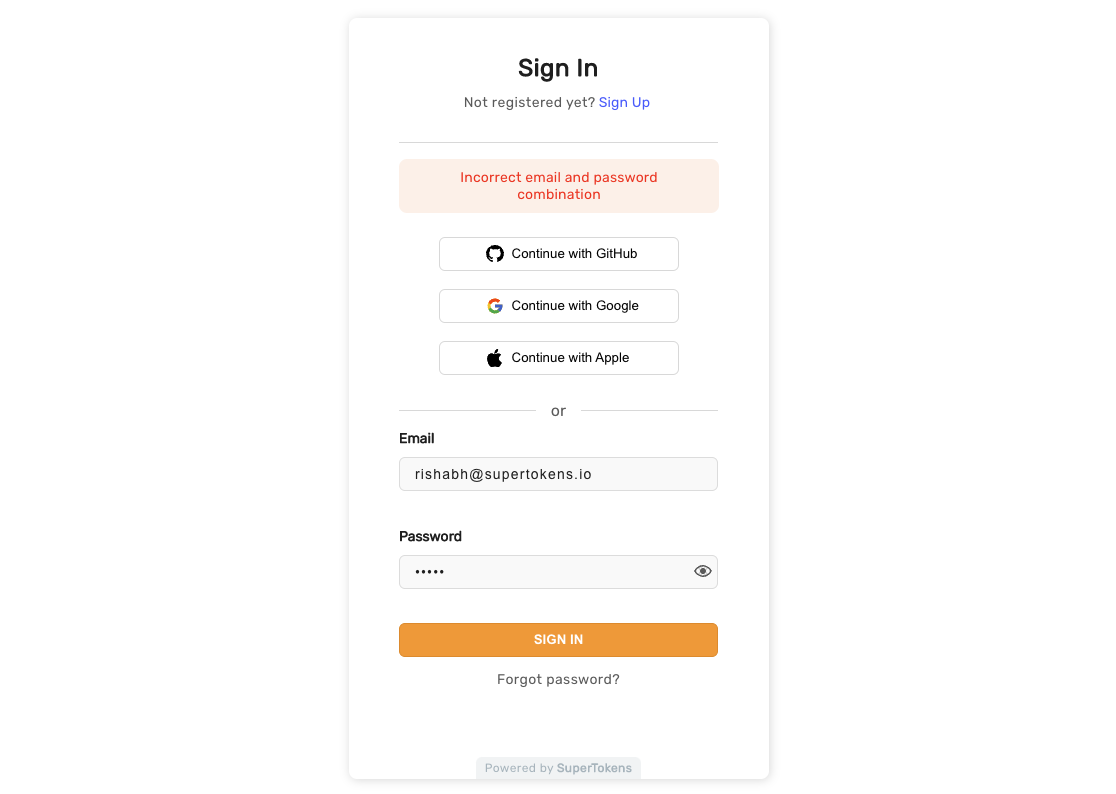 Sign In
Not registered yet? Sign Up
Incorrect email and password
combination
Continue with GitHub
Continue with Google
Continue with Apple
or
Email
rishabh@supertokens.io
Password
•••••
SIGN IN
Forgot password?
Powered by SuperTokens